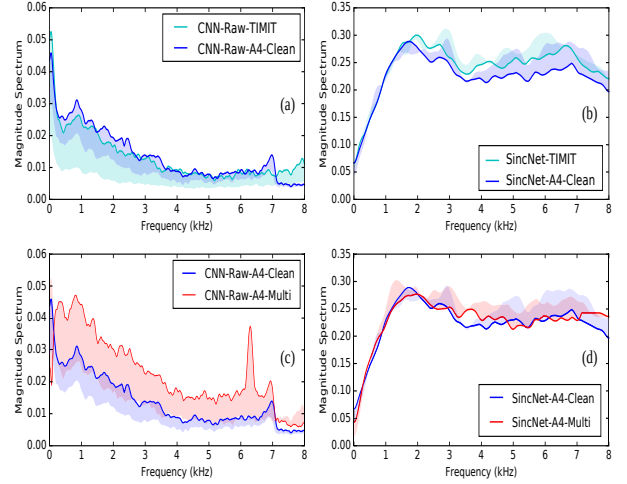 0.06
0.05
0.04
0.03
0.02
0.01
0.00
Magnitude Spectrum
CNN-Raw-TIMIT
CNN-Raw-A4-Clean
(a)
0 1 2 3 4 5 6 7 8
Frequency (kHz)
0.35
0.30
0.25
0.20
0.15
0.10
0.05
0.00
Magnitude Spectrum
(b)
SincNet-TIMIT
SincNet-A4-Clean
0 1 2 3 4 5 6 7 8
Frequency (kHz)
0.06
0.05
0.04
0.03
0.02
0.01
0.00
Magnitude Spectrum
CNN-Raw-A4-Clean
CNN-Raw-A4-Multi
(c)
0 1 2 3 4 5 6 7 8
Frequency (kHz)
0.35
0.30
0.25
0.20
0.15
0.10
0.05
0.00
Magnitude Spectrum
(d)
SincNet-A4-Clean
SincNet-A4-Multi
0 1 2 3 4 5 6 7 8
Frequency (kHz)